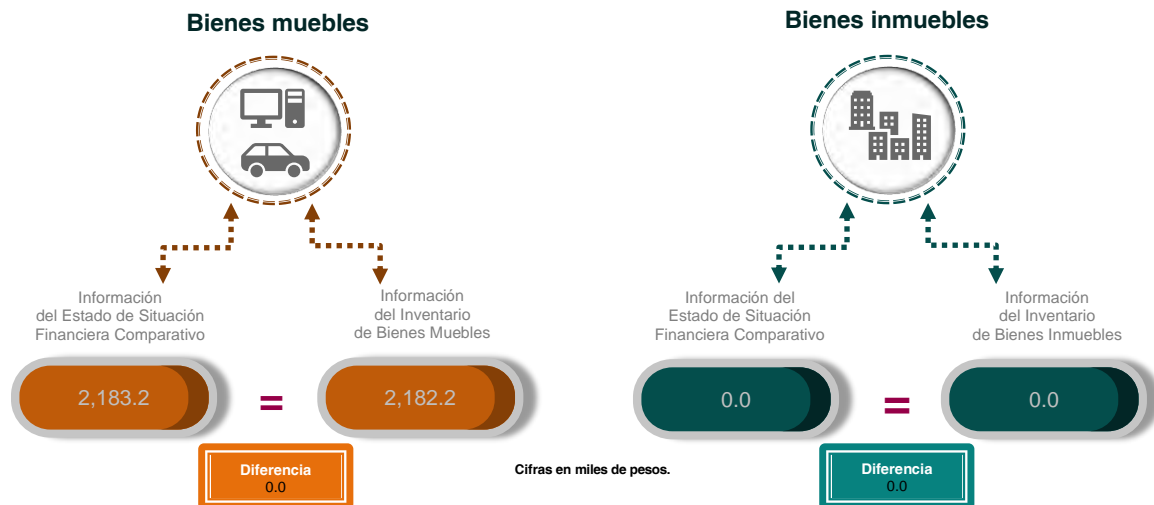 Bienes muebles
Información
del Estado de Situación
Financiera Comparativo
Información
del Inventario
de Bienes Muebles
2,183.2
=
2,182.2
Diferencia
0.0
Cifras en miles de pesos.
Bienes inmuebles
Información del
Estado de Situación
Financiera Comparativo
Información
del Inventario
de Bienes Inmuebles
0.0
=
0.0
Diferencia
0.0